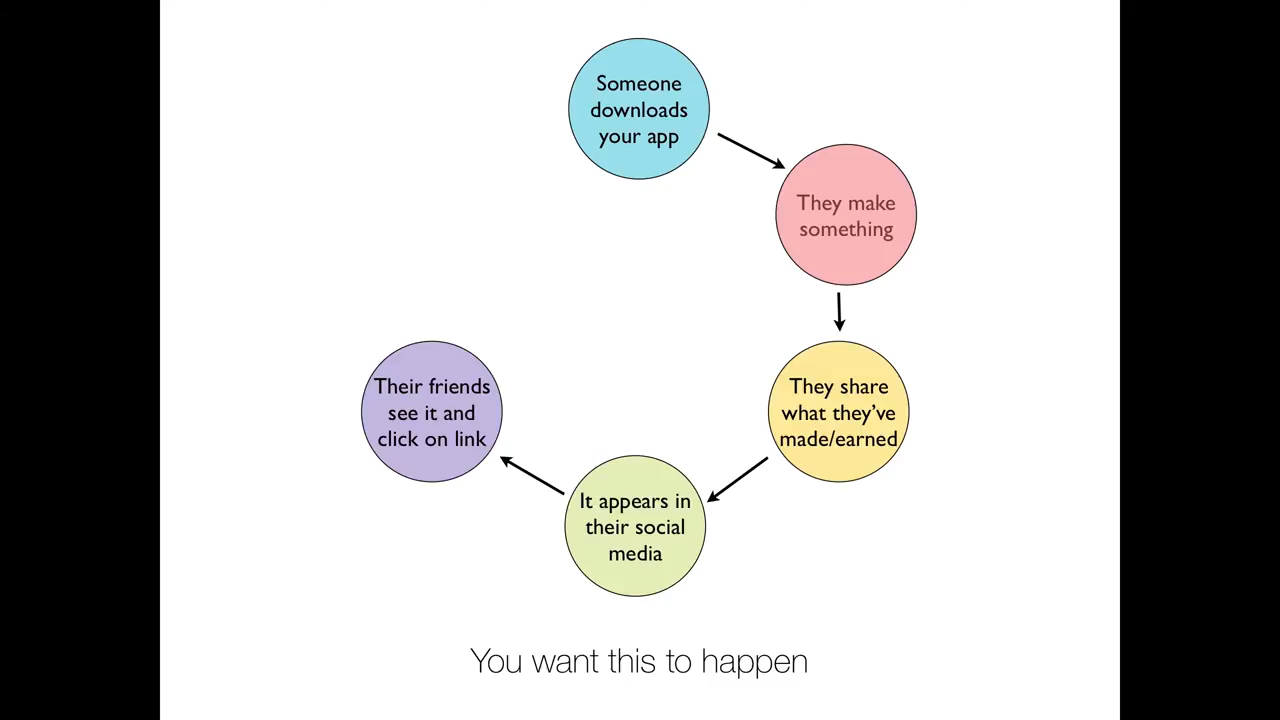 Someone
downloads
your app
They make
something
They share
what they’ve
made/earned
It appears in
their social
media
Their friends
see it and
click on link
You want this to happen